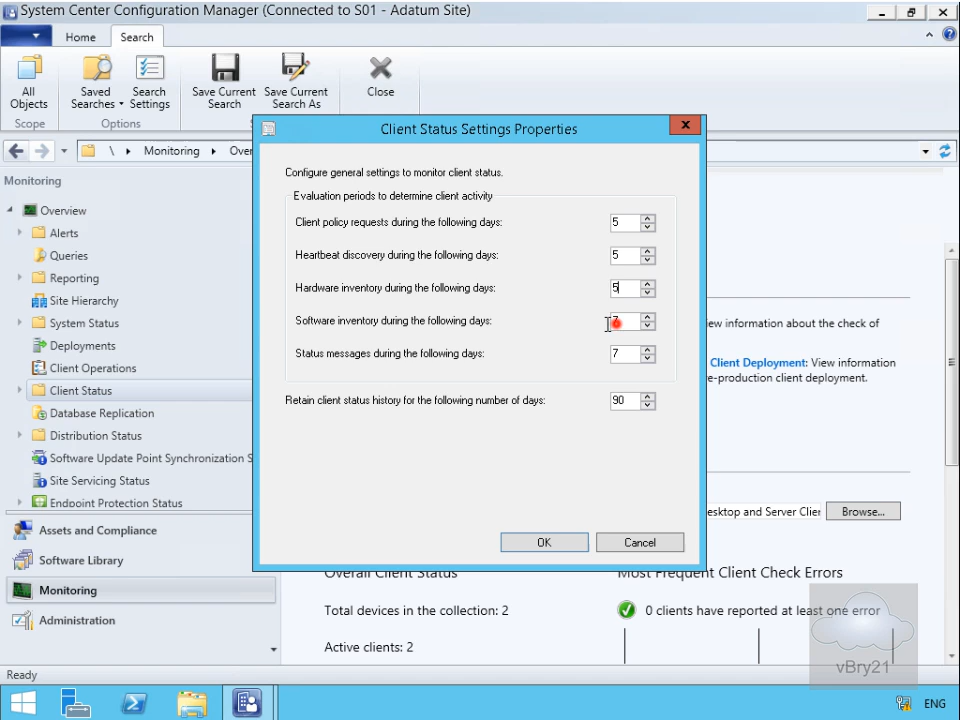 System Center Configuration Manager (Connected to S01 - Adatum Site)
Home
Search
All Objects
Saved Searches
Search Settings
Save Current Search
Save Current Search As
Close
Scope
Options
\ Monitoring
Monitoring
Overview
Alerts
Queries
Reporting
Site Hierarchy
System Status
Deployments
Client Operations
Client Status
Database Replication
Distribution Status
Software Update Point Synchronization S
Site Servicing Status
Endpoint Protection Status
Assets and Compliance
Software Library
Monitoring
Administration
Client Status Settings Properties
Configure general settings to monitor client status.
Evaluation periods to determine client activity
Client policy requests during the following days: 5
Heartbeat discovery during the following days: 5
Hardware inventory during the following days: 5
Software inventory during the following days: 7
Status messages during the following days: 7
Retain client status history for the following number of days: 90
OK
Cancel
iew information about the check of
Client Deployment: View information
e-production client deployment.
esktop and Server Clier
Browse...
Overall Client Status
Most Frequent Client Check Errors
Total devices in the collection: 2
0 clients have reported at least one error
Active clients: 2
vBry21
Ready
ENG